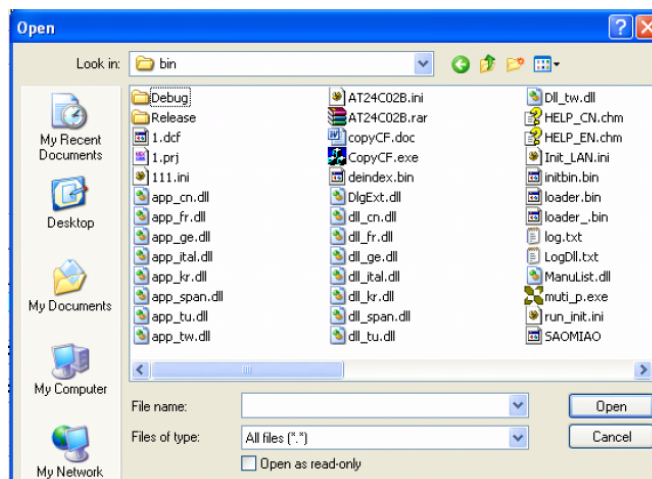 Open
Look in: bin
My Recent
Documents
Desktop
My Documents
My Computer
My Network
Debug
Release
1.dcf
1.prj
111.ini
app_cn.dll
app_fr.dll
app_ge.dll
app_ital.dll
app_kr.dll
app_span.dll
app_tu.dll
app_tw.dll
AT24C02B.ini
AT24C02B.rar
copyCF.doc
CopyCF.exe
deindex.bin
DlgExt.dll
dll_cn.dll
dll_fr.dll
dll_ge.dll
dll_ital.dll
dll_kr.dll
dll_span.dll
dll_tu.dll
Dll_tw.dll
HELP_CN.chm
HELP_EN.chm
Init_LAN.ini
initbin.bin
loader.bin
loader_.bin
log.txt
LogDll.txt
ManuList.dll
muti_p.exe
run_init.ini
SAOMIAO
File name:
Open
Files of type: All files (*.*)
Cancel
Open as read-only